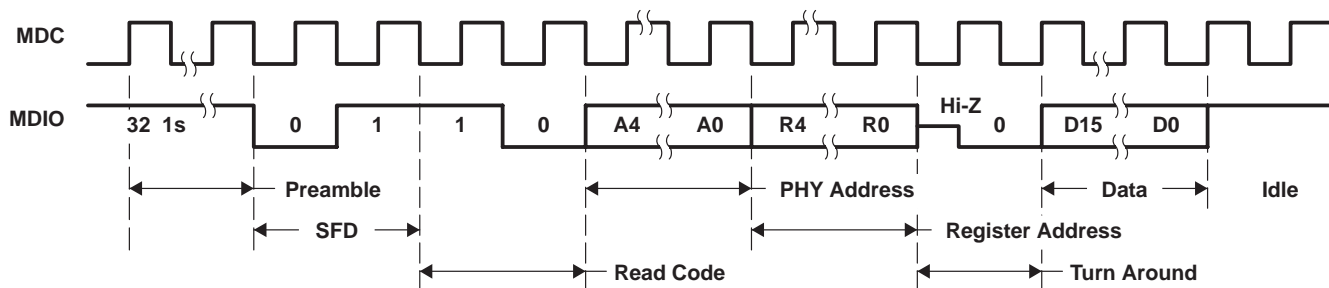 MDC
MDIO
32 1s
0 1 1 0 A4 A0 R4 R0 Hi-Z 0 D15 D0
Preamble PHY Address Data Idle
SFD Register Address
Read Code Turn Around